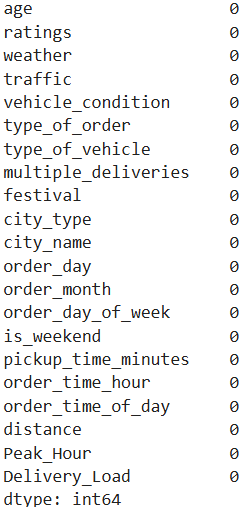 age 0
ratings 0
weather 0
traffic 0
vehicle_condition 0
type_of_order 0
type_of_vehicle 0
multiple_deliveries 0
festival 0
city_type 0
city_name 0
order_day 0
order_month 0
order_day_of_week 0
is_weekend 0
pickup_time_minutes 0
order_time_hour 0
order_time_of_day 0
distance 0
Peak_Hour 0
Delivery_Load 0
dtype: int64